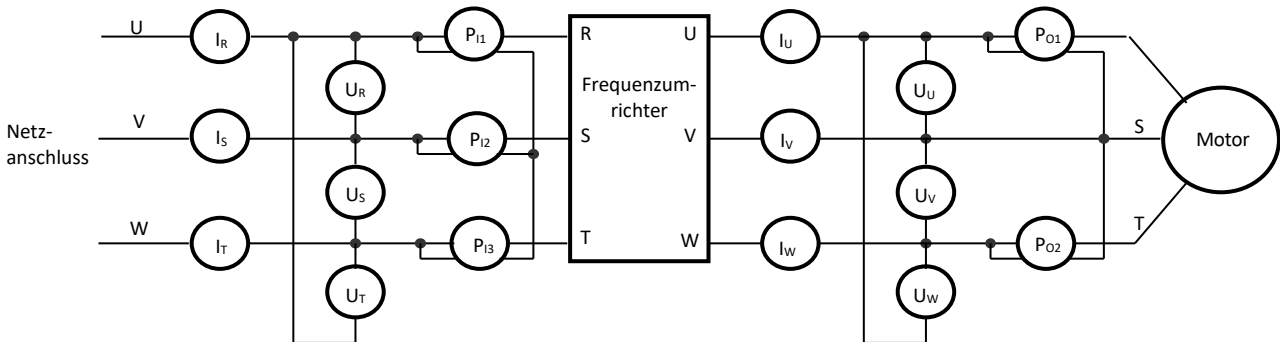 U
I_R
P_I1
R
U
I_U
P_O1
U_R
Frequenzum-
richter
U_U
Netz-
anschluss
V
I_S
P_I2
S
V
I_V
S
Motor
U_S
U_V
W
I_T
P_I3
T
W
I_W
P_O2
T
U_T
U_W